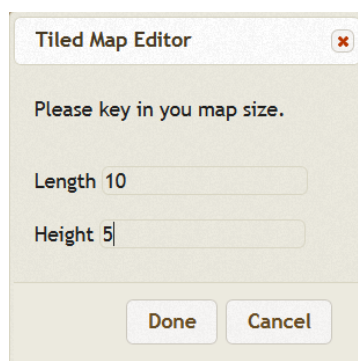 Tiled Map Editor
Please key in you map size.
Length 10
Height 5
Done Cancel